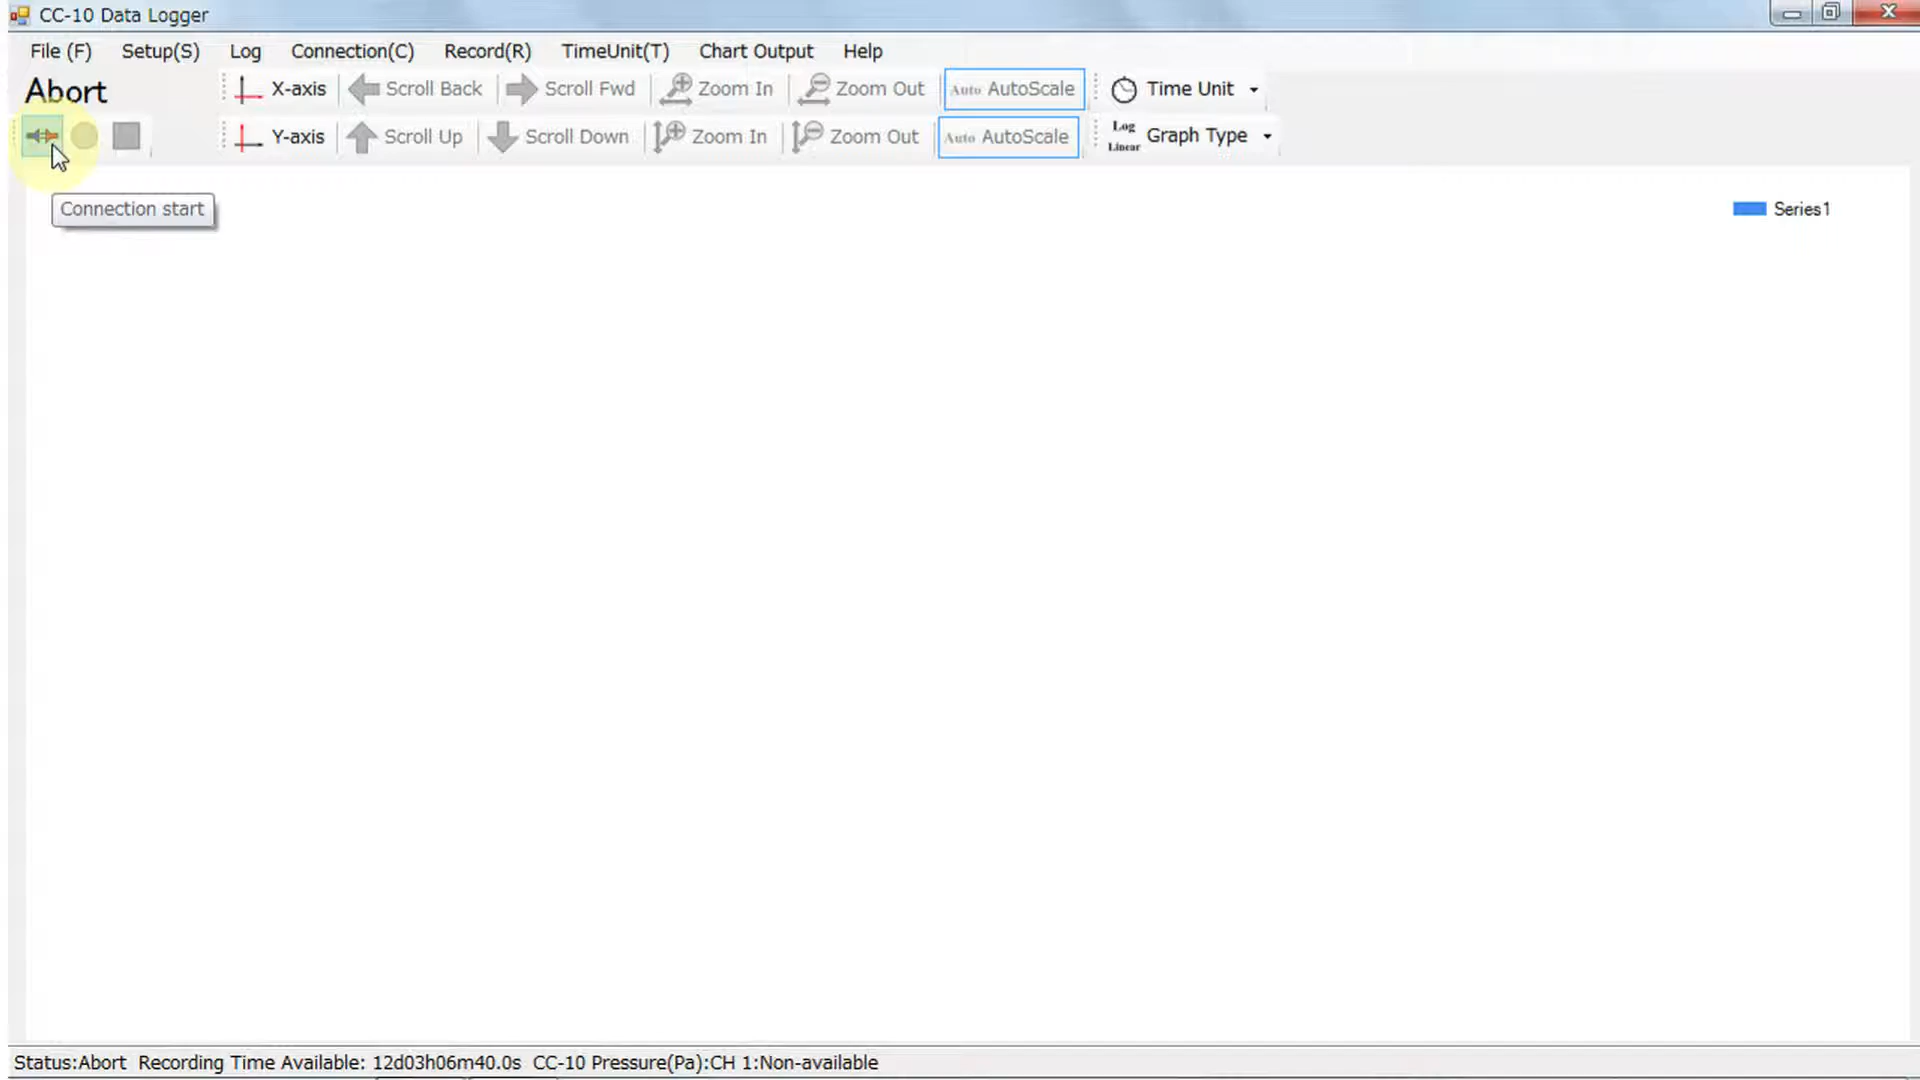 CC-10 Data Logger
File (F) Setup(S) Log Connection(C) Record(R) TimeUnit(T) Chart Output Help
Abort
X-axis Scroll Back Scroll Fwd Zoom In Zoom Out Auto AutoScale Time Unit
Y-axis Scroll Up Scroll Down Zoom In Zoom Out Auto AutoScale Log Linear Graph Type
Connection start
Series1
Status:Abort Recording Time Available: 12d03h06m40.0s CC-10 Pressure(Pa):CH 1:Non-available